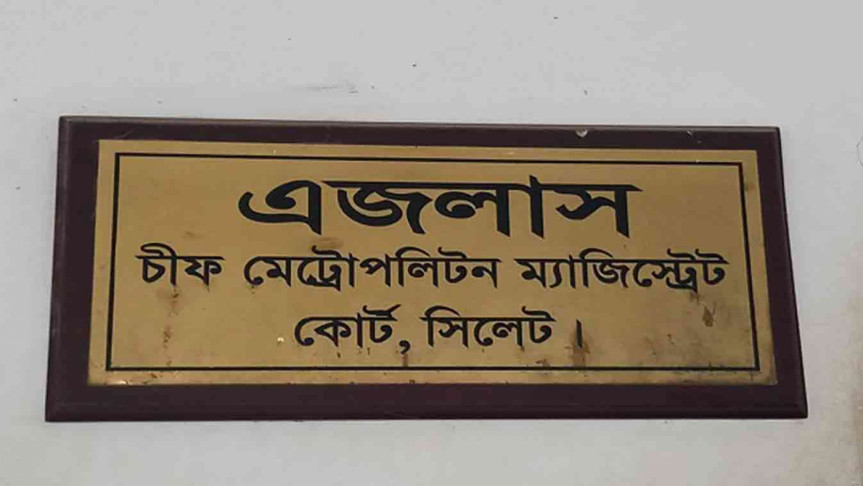 এজলাস
চীফ মেট্রোপলিটন ম্যাজিস্ট্রেট
কোর্ট, সিলেট ।